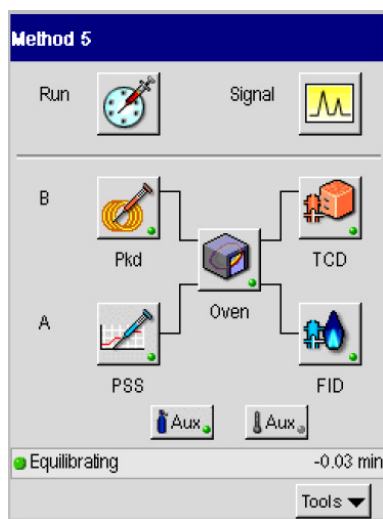 Method 5
Run Signal
B
Pkd TCD
Oven
A
PSS FID
Aux Aux
Equilibrating -0.03 min
Tools